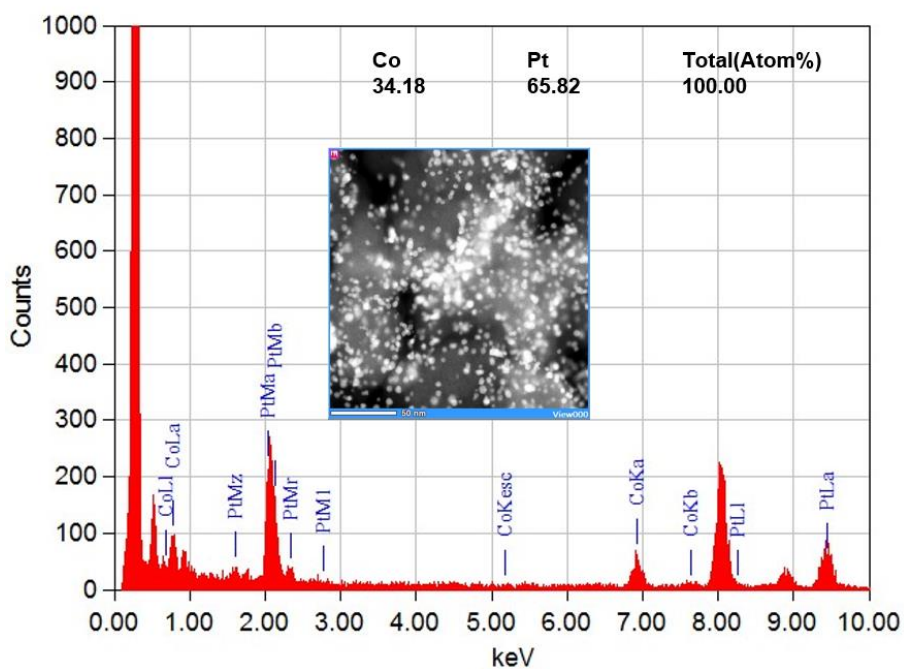 1000
900
800
700
600
500
400
300
200
100
0
Counts
Co Pt Total(Atom%)
34.18 65.82 100.00
50 nm View000
CoLl
CoLa
PtMz
PtMa
PtMb
PtMr
PtMl
CoKesc
CoKa
CoKb
PtLl
PtLa
0.00 1.00 2.00 3.00 4.00 5.00 6.00 7.00 8.00 9.00 10.00
keV